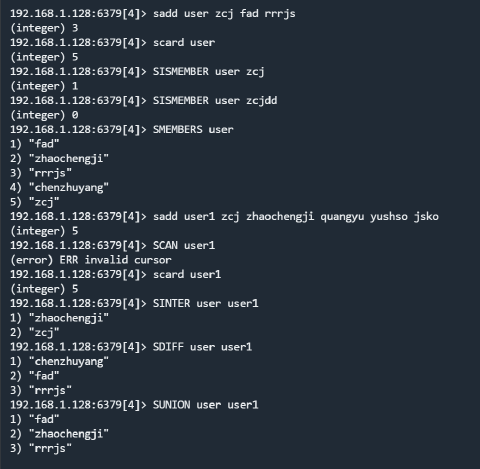 192.168.1.128:6379[4]> sadd user zcj fad rrrjs
(integer) 3
192.168.1.128:6379[4]> scard user
(integer) 5
192.168.1.128:6379[4]> SISMEMBER user zcj
(integer) 1
192.168.1.128:6379[4]> SISMEMBER user zcjdd
(integer) 0
192.168.1.128:6379[4]> SMEMBERS user
1) "fad"
2) "zhaochengji"
3) "rrrjs"
4) "chenzhuyang"
5) "zcj"
192.168.1.128:6379[4]> sadd user1 zcj zhaochengji quangyu yushso jsko
(integer) 5
192.168.1.128:6379[4]> SCAN user1
(error) ERR invalid cursor
192.168.1.128:6379[4]> scard user1
(integer) 5
192.168.1.128:6379[4]> SINTER user user1
1) "zhaochengji"
2) "zcj"
192.168.1.128:6379[4]> SDIFF user user1
1) "chenzhuyang"
2) "fad"
3) "rrrjs"
192.168.1.128:6379[4]> SUNION user user1
1) "fad"
2) "zhaochengji"
3) "rrrjs"